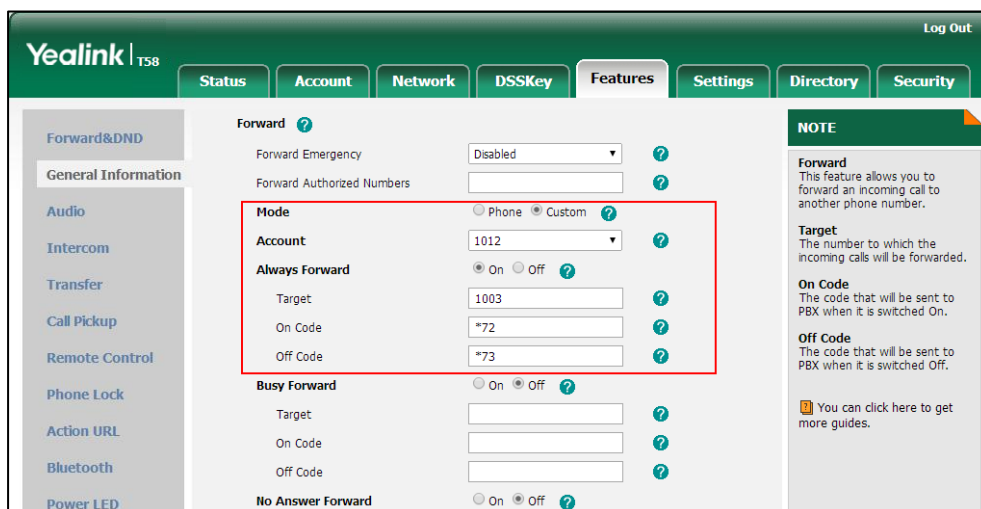 Log Out
Yealink T58
Status Account Network DSSKey Features Settings Directory Security
Forward&DND
General Information
Audio
Intercom
Transfer
Call Pickup
Remote Control
Phone Lock
Action URL
Bluetooth
Power LED
Forward ?
Forward Emergency Disabled ?
Forward Authorized Numbers ?
Mode Phone Custom ?
Account 1012 ?
Always Forward On Off ?
Target 1003 ?
On Code *72 ?
Off Code *73 ?
Busy Forward On Off ?
Target ?
On Code ?
Off Code ?
No Answer Forward On Off ?
NOTE
Forward
This feature allows you to
forward an incoming call to
another phone number.
Target
The number to which the
incoming calls will be forwarded.
On Code
The code that will be sent to
PBX when it is switched On.
Off Code
The code that will be sent to
PBX when it is switched Off.
? You can click here to get
more guides.